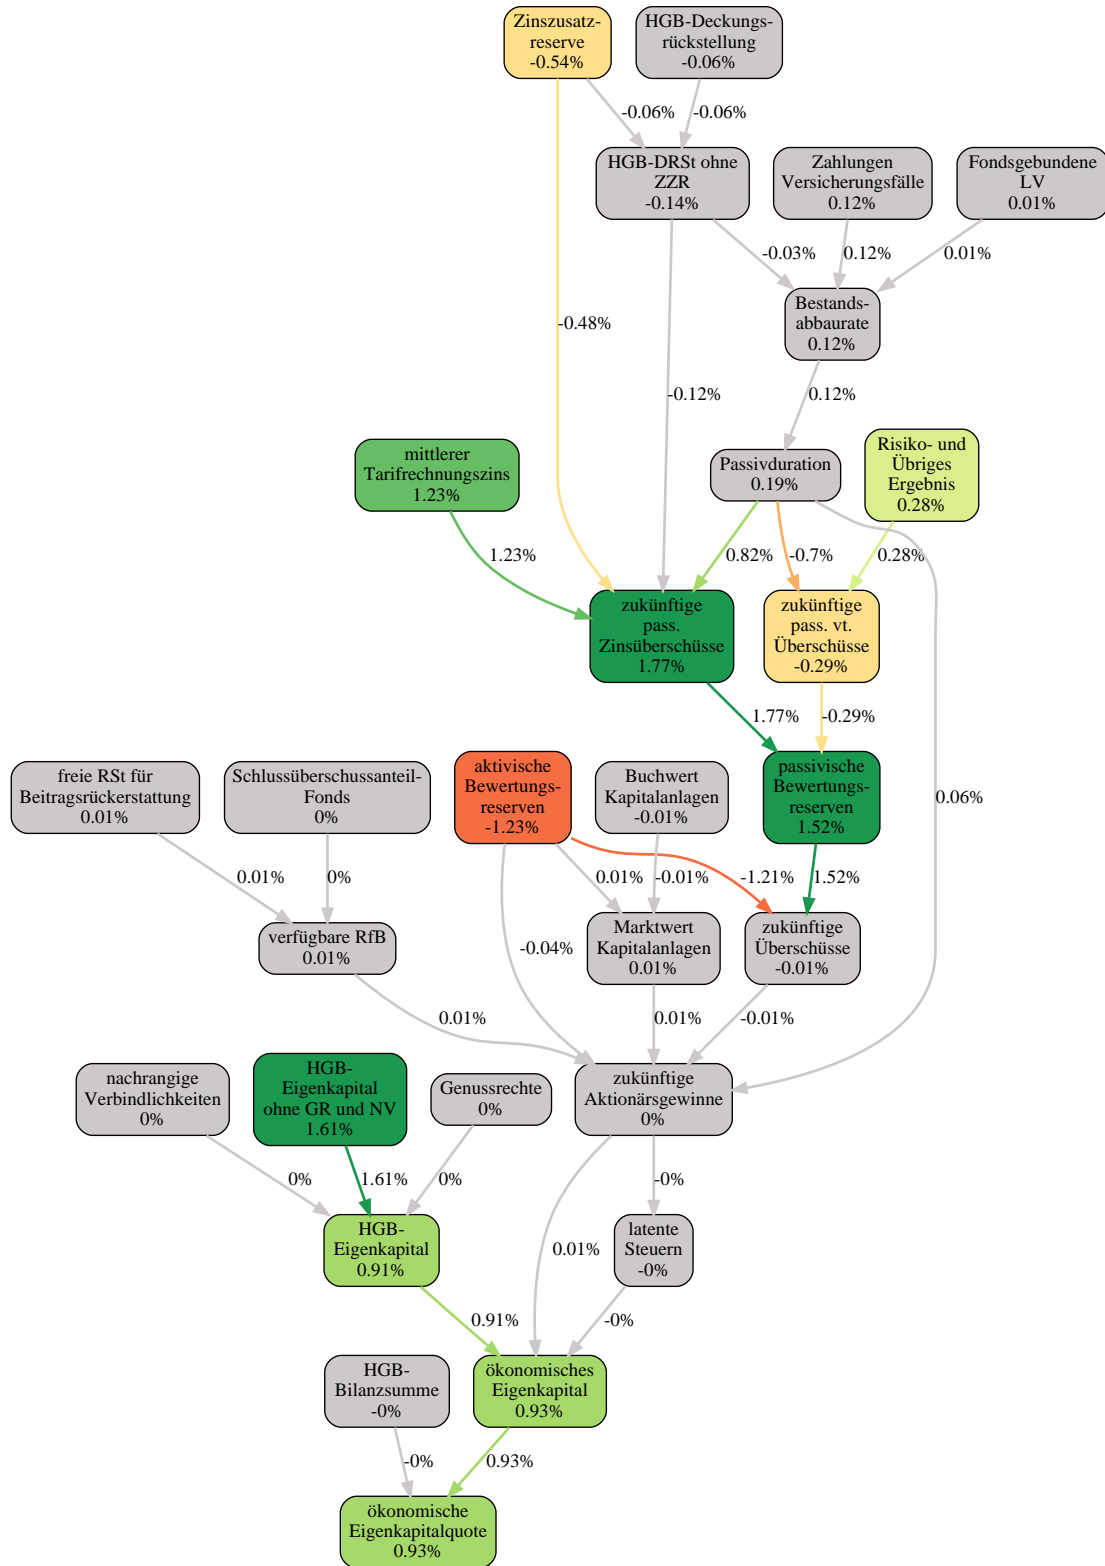 Zinszusatz-
reserve
-0.54%
HGB-Deckungs-
rückstellung
-0.06%
-0.06%
-0.06%
HGB-DRSt ohne
ZZR
-0.14%
Zahlungen
Versicherungsfälle
0.12%
Fondsgebundene
LV
0.01%
-0.03%
0.12%
0.01%
Bestands-
abbaurate
0.12%
-0.48%
-0.12%
0.12%
mittlerer
Tarifrechnungszins
1.23%
Passivduration
0.19%
Risiko- und
Übriges
Ergebnis
0.28%
1.23%
0.82%
-0.7%
0.28%
zukünftige
pass.
Zinsüberschüsse
1.77%
zukünftige
pass. vt.
Überschüsse
-0.29%
1.77%
-0.29%
freie RSt für
Beitragsrückerstattung
0.01%
Schlussüberschussanteil-
Fonds
0%
aktivische
Bewertungs-
reserven
-1.23%
Buchwert
Kapitalanlagen
-0.01%
passivische
Bewertungs-
reserven
1.52%
0.06%
0.01%
0%
0.01%
-0.01%
-1.21%
1.52%
verfügbare RfB
0.01%
-0.04%
Marktwert
Kapitalanlagen
0.01%
zukünftige
Überschüsse
-0.01%
0.01%
0.01%
-0.01%
nachrangige
Verbindlichkeiten
0%
HGB-
Eigenkapital
ohne GR und NV
1.61%
Genussrechte
0%
zukünftige
Aktionärsgewinne
0%
0%
1.61%
0%
-0%
HGB-
Eigenkapital
0.91%
0.01%
latente
Steuern
-0%
0.91%
-0%
HGB-
Bilanzsumme
-0%
ökonomisches
Eigenkapital
0.93%
-0%
0.93%
ökonomische
Eigenkapitalquote
0.93%